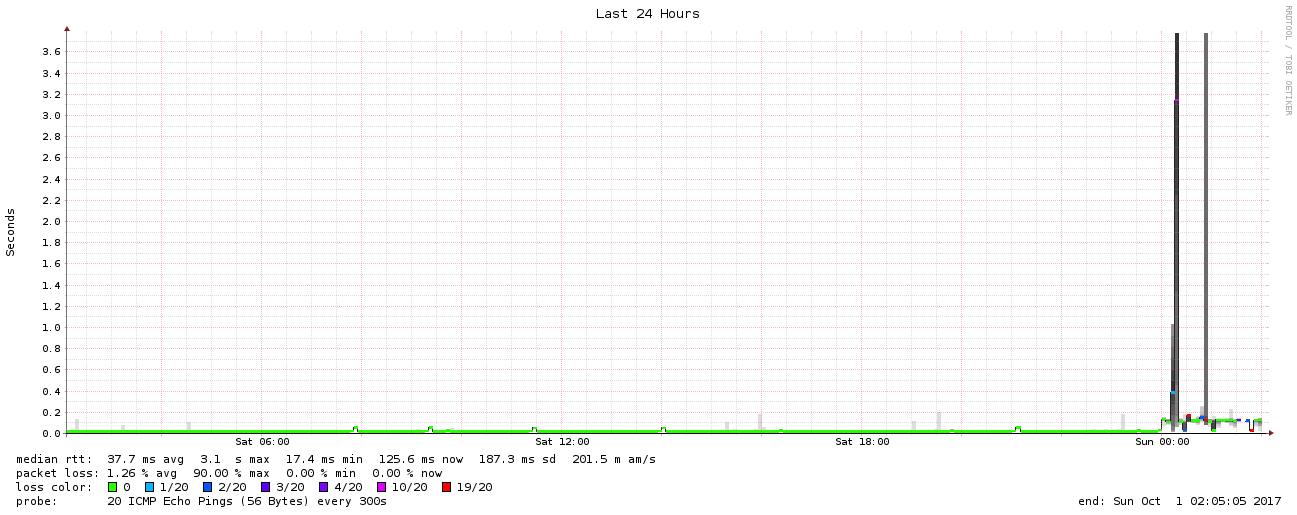 Last 24 Hours
RRDTOOL / TOBI OETIKER
Seconds
3.6
3.4
3.2
3.0
2.8
2.6
2.4
2.2
2.0
1.8
1.6
1.4
1.2
1.0
0.8
0.6
0.4
0.2
0.0
Sat 06:00 Sat 12:00 Sat 18:00 Sun 00:00
median rtt: 37.7 ms avg 3.1 s max 17.4 ms min 125.6 ms now 187.3 ms sd 201.5 m am/s
packet loss: 1.26 % avg 90.00 % max 0.00 % min 0.00 % now
loss color: 0 1/20 2/20 3/20 4/20 10/20 19/20
probe: 20 ICMP Echo Pings (56 Bytes) every 300s end: Sun Oct 1 02:05:05 2017